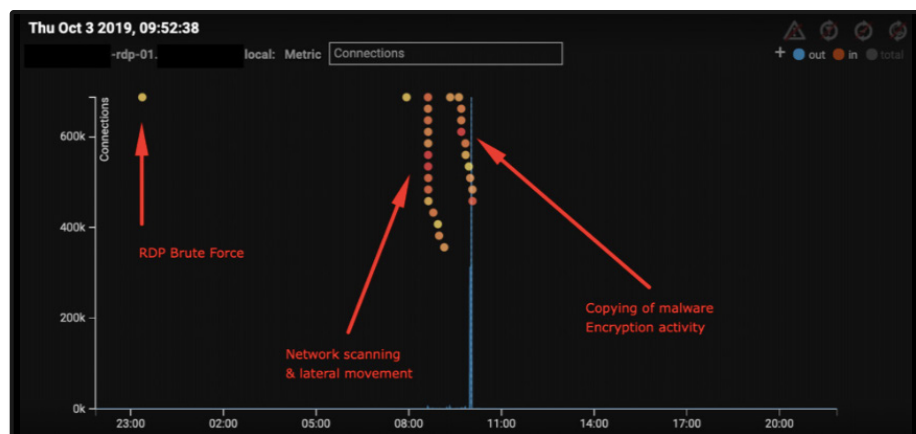 Thu Oct 3 2019, 09:52:38
-rdp-01. local: Metric Connections
+ out in total
Connections
600k
400k
200k
0k
RDP Brute Force
Network scanning
& lateral movement
Copying of malware
Encryption activity
23:00 02:00 05:00 08:00 11:00 14:00 17:00 20:00